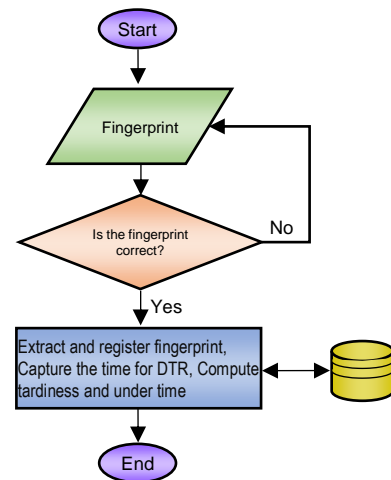 Start
Fingerprint
Is the fingerprint
correct?
No
Yes
Extract and register fingerprint,
Capture the time for DTR, Compute
tardiness and under time
End